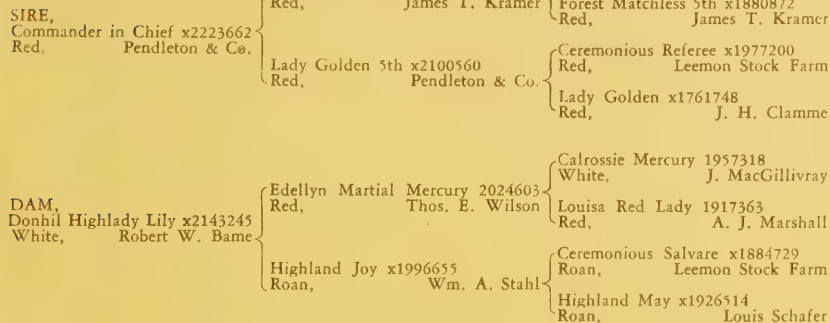 Red, James T. Kramer
Forest Matchless 5th x1880872
Red, James T. Kramer
SIRE,
Commander in Chief x2223662
Red, Pendleton & Co.
Lady Golden 5th x2100560
Red, Pendleton & Co.
Ceremonious Referee x1977200
Red, Leemon Stock Farm
Lady Golden x1761748
Red, J. H. Clamme
Calrossie Mercury 1957318
White, J. MacGillivray
Edellyn Martial Mercury 2024603
Red, Thos. E. Wilson
Louisa Red Lady 1917363
Red, A. J. Marshall
DAM,
Donhil Highlady Lily x2143245
White, Robert W. Bame
Ceremonious Salvare x1884729
Roan, Leemon Stock Farm
Highland Joy x1996655
Roan, Wm. A. Stahl
Highland May x1926514
Roan, Louis Schafer